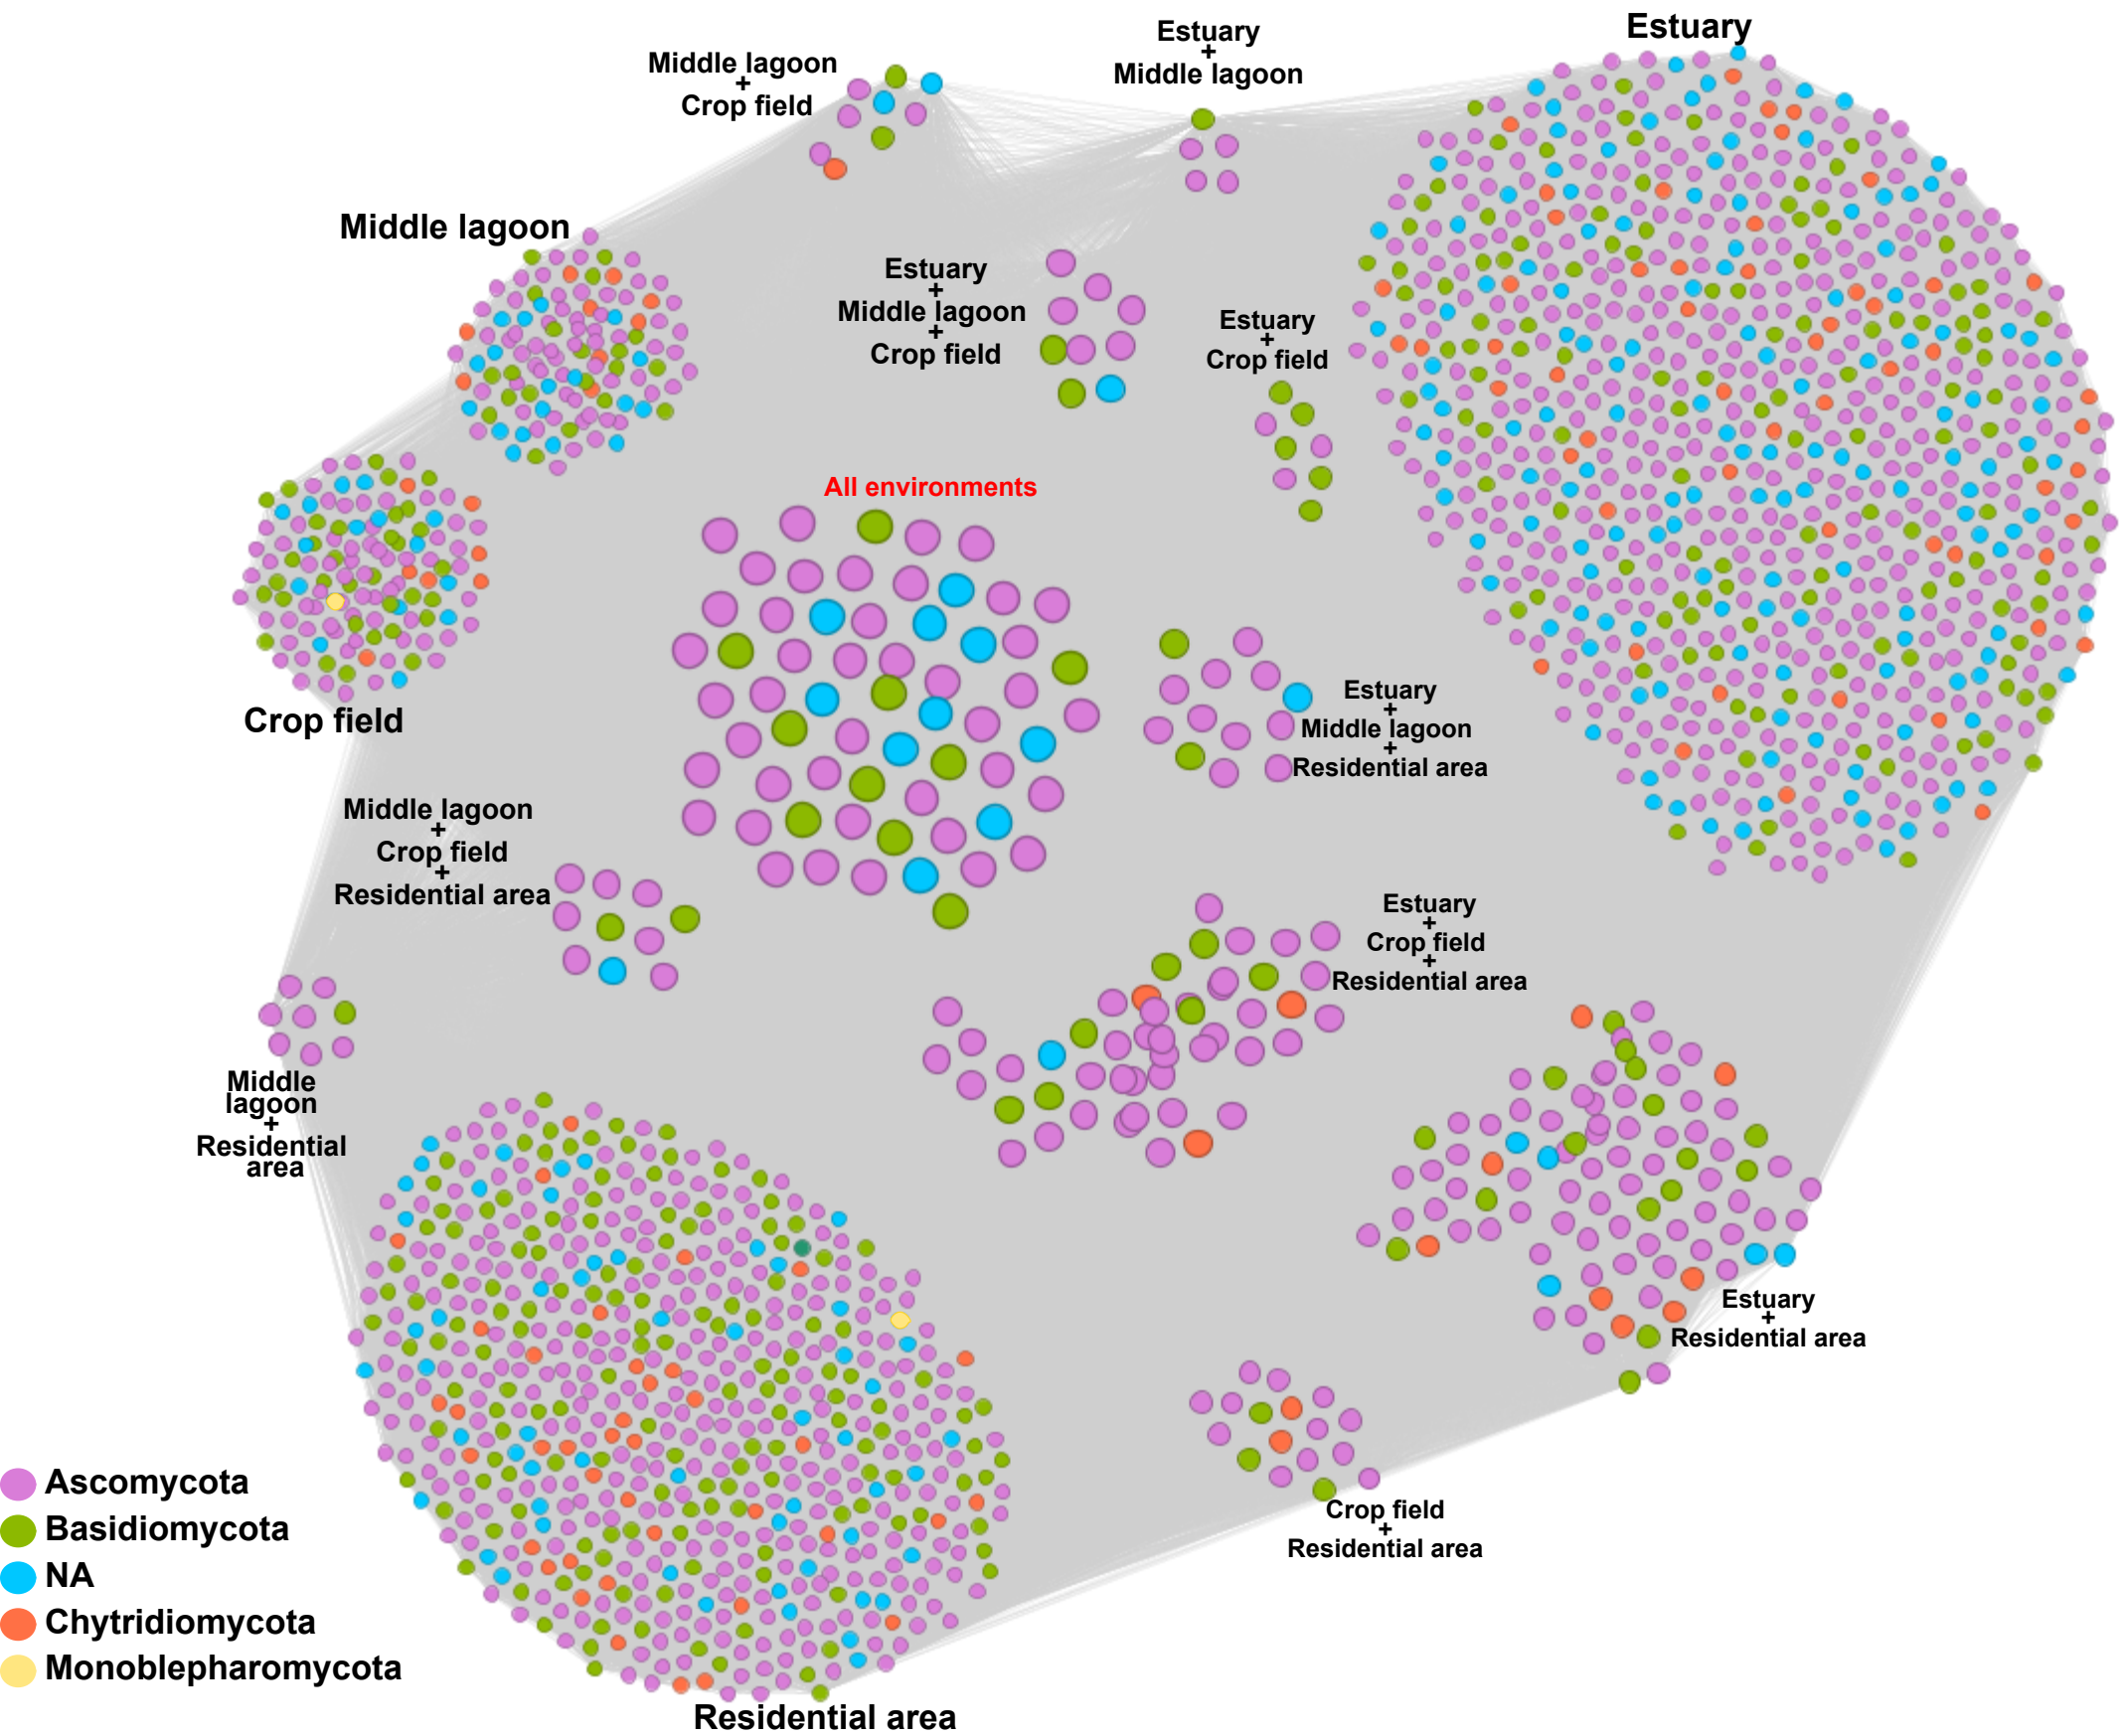 Estuary
Estuary
+
Middle lagoon
Middle lagoon
+
Crop field
Middle lagoon
Estuary
+
Middle lagoon
+
Crop field
Estuary
+
Crop field
All environments
Crop field
Estuary
+
Middle lagoon
+
Residential area
Middle lagoon
+
Crop field
+
Residential area
Estuary
+
Crop field
+
Residential area
Middle
lagoon
+
Residential
area
Estuary
+
Residential area
Crop field
+
Residential area
Ascomycota
Basidiomycota
NA
Chytridiomycota
Monoblepharomycota
Residential area